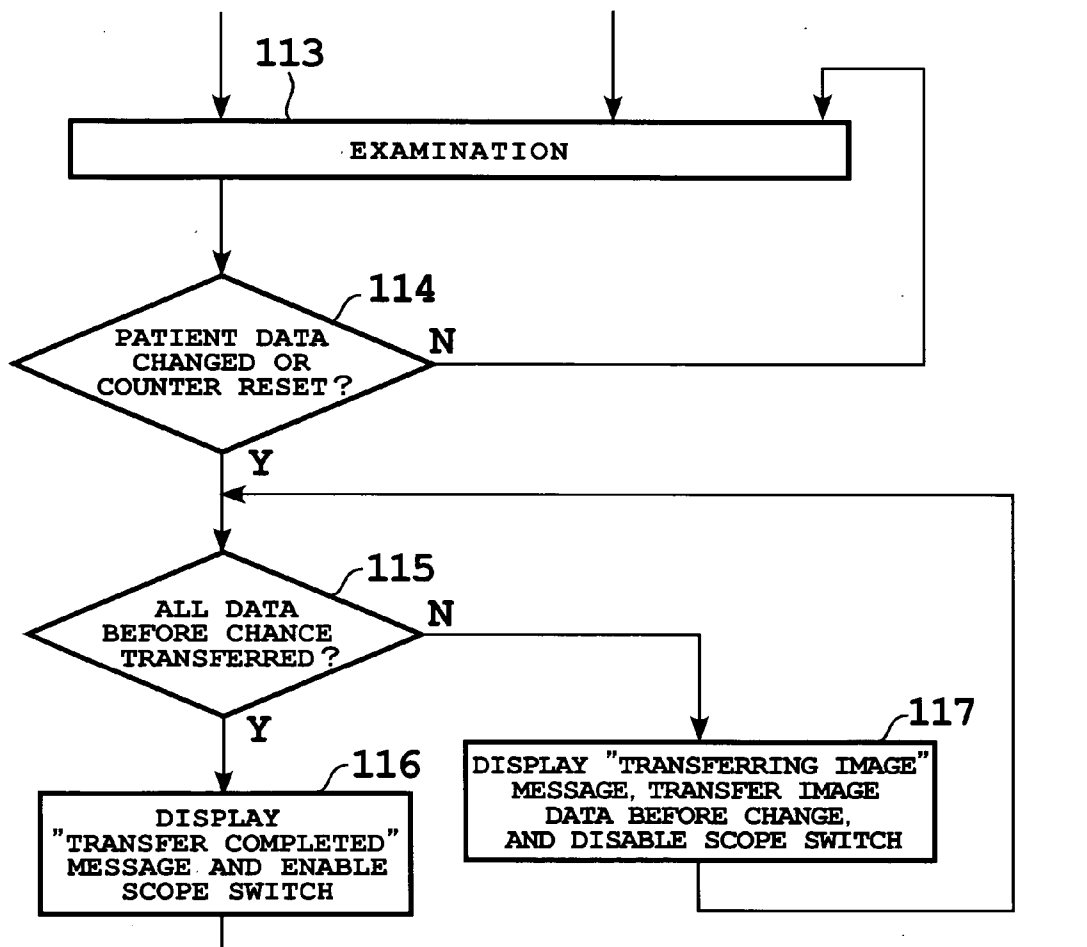 113
EXAMINATION
114
PATIENT DATA
CHANGED OR
COUNTER RESET?
N
Y
115
ALL DATA
BEFORE CHANCE
TRANSFERRED?
N
Y
117
DISPLAY "TRANSFERRING IMAGE"
MESSAGE, TRANSFER IMAGE
DATA BEFORE CHANGE,
AND DISABLE SCOPE SWITCH
116
DISPLAY
"TRANSFER COMPLETED"
MESSAGE AND ENABLE
SCOPE SWITCH